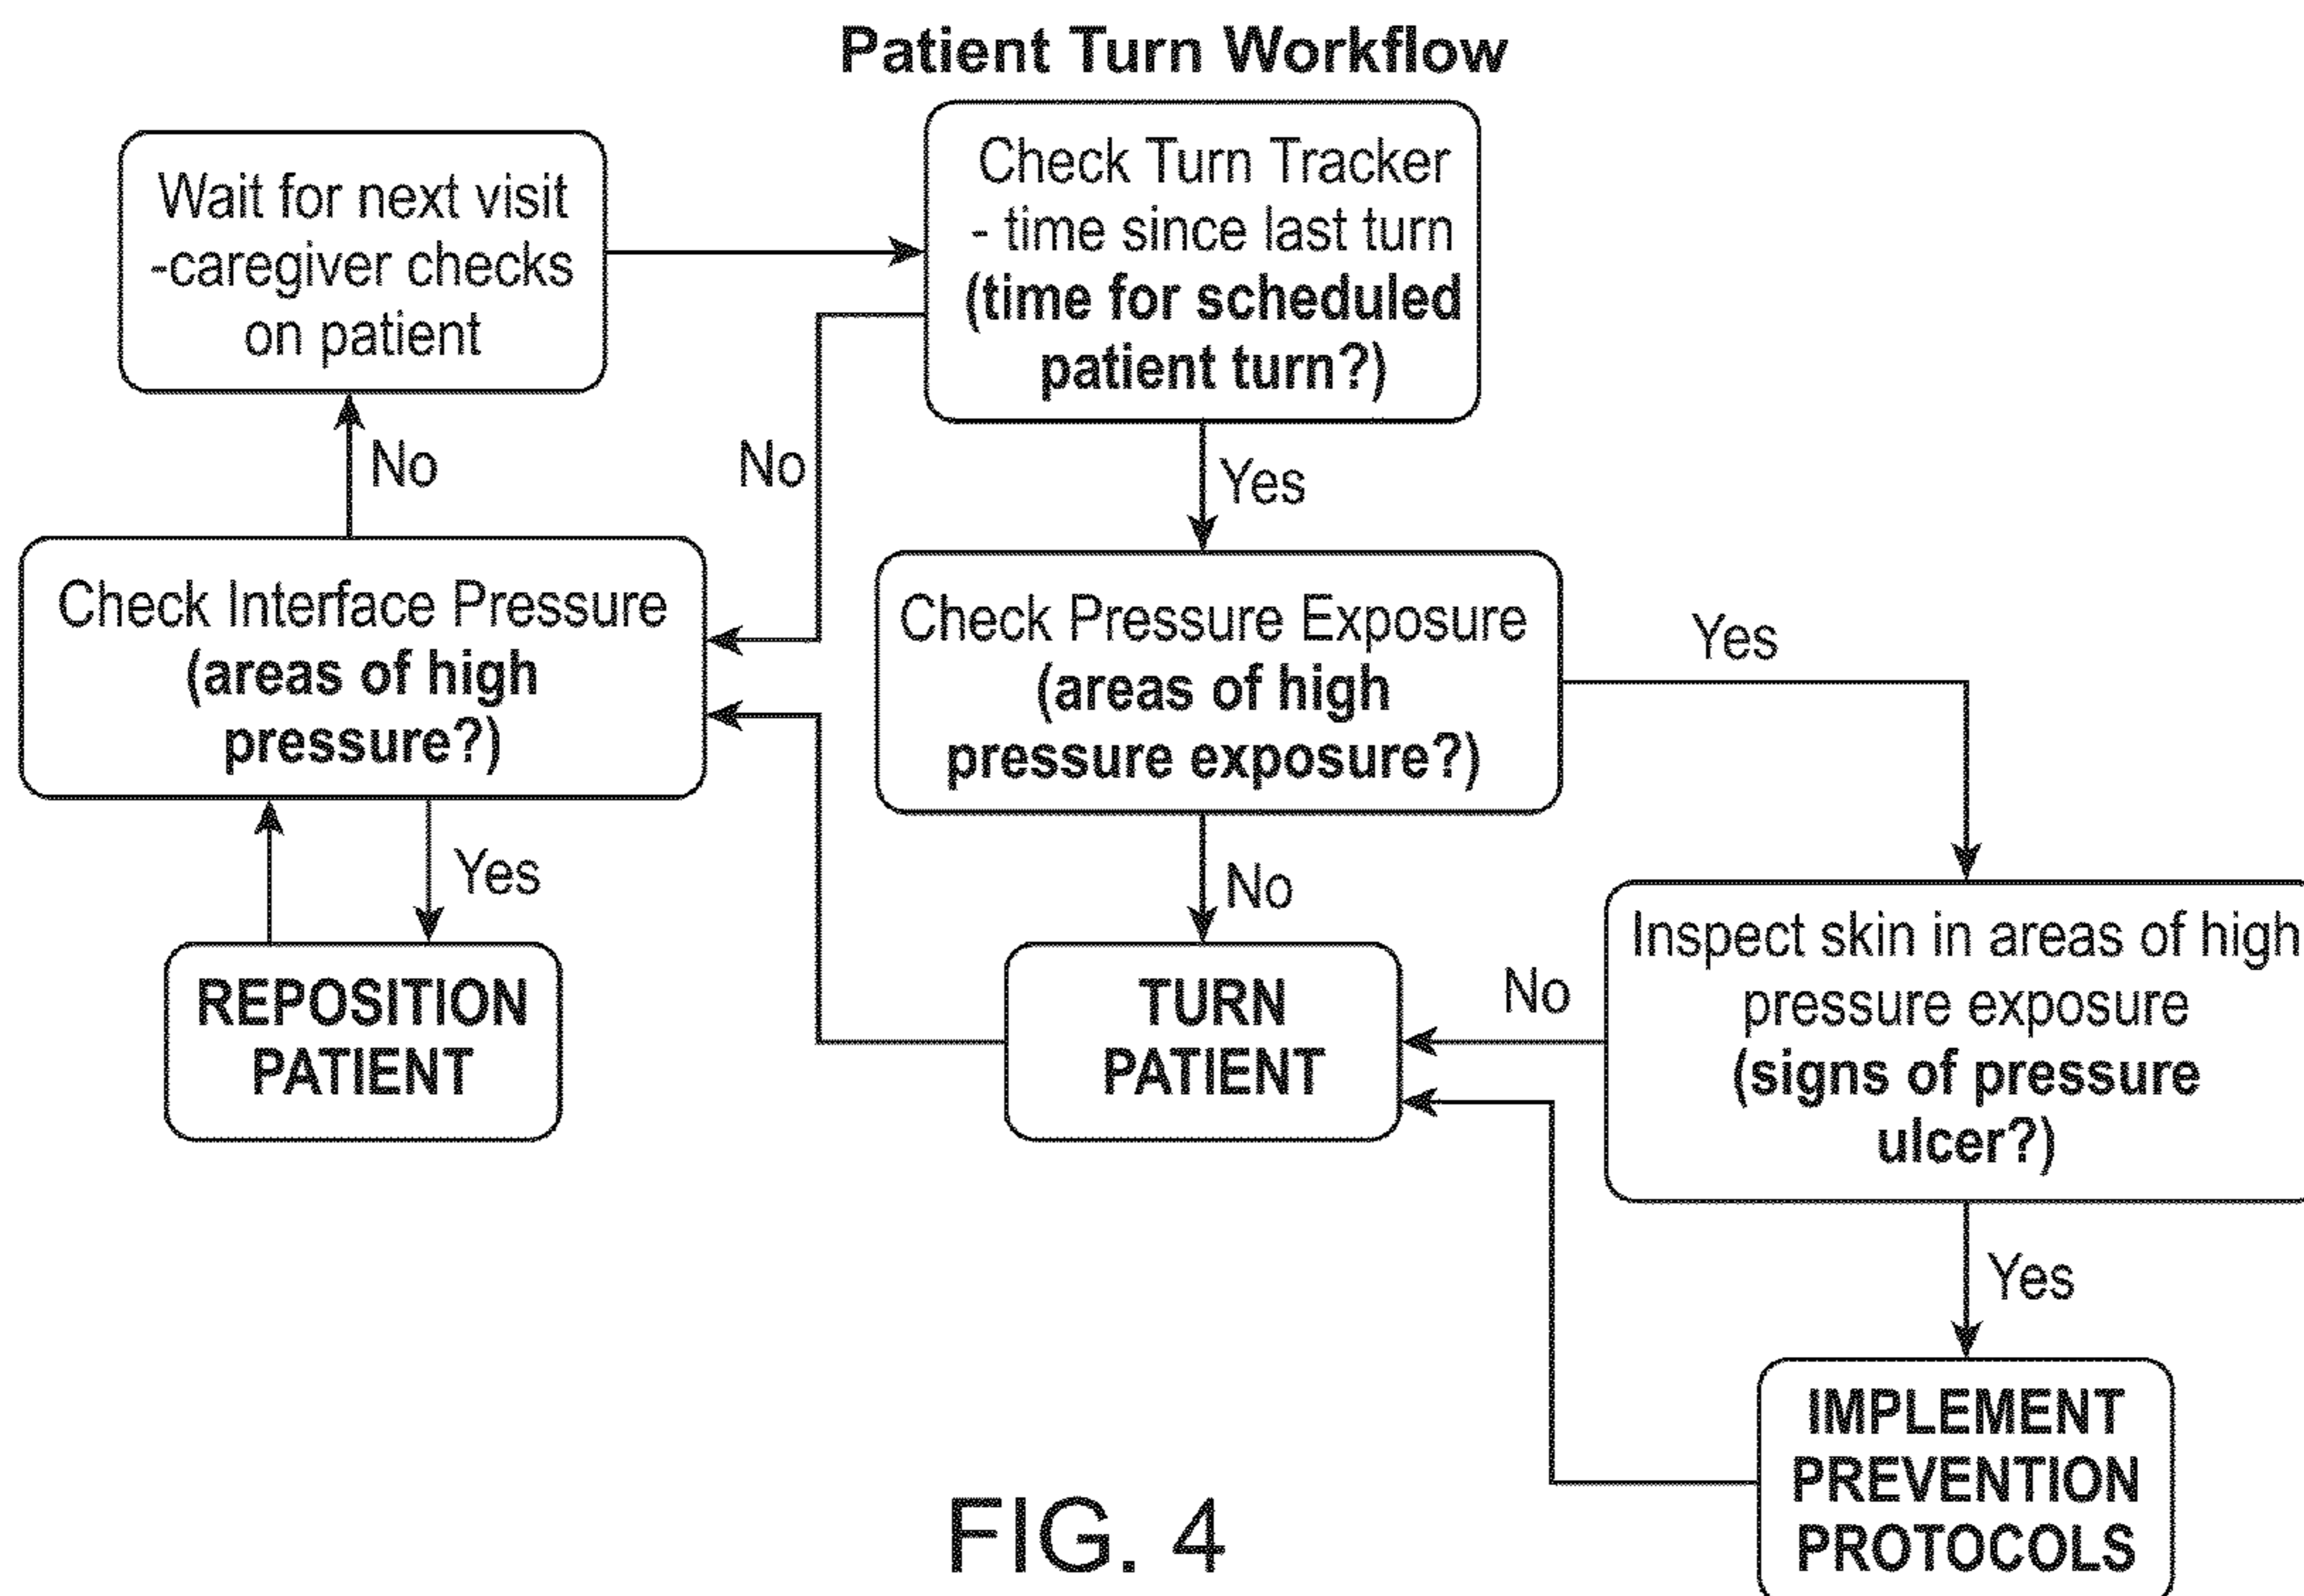 Patient Turn Workflow
Wait for next visit
-caregiver checks
on patient
Check Turn Tracker
- time since last turn
(time for scheduled
patient turn?)
No
No
Yes
Check Interface Pressure
(areas of high
pressure?)
Check Pressure Exposure
(areas of high
pressure exposure?)
Yes
Yes
No
REPOSITION
PATIENT
TURN
PATIENT
No
Inspect skin in areas of high
pressure exposure
(signs of pressure
ulcer?)
Yes
IMPLEMENT
PREVENTION
PROTOCOLS
FIG. 4